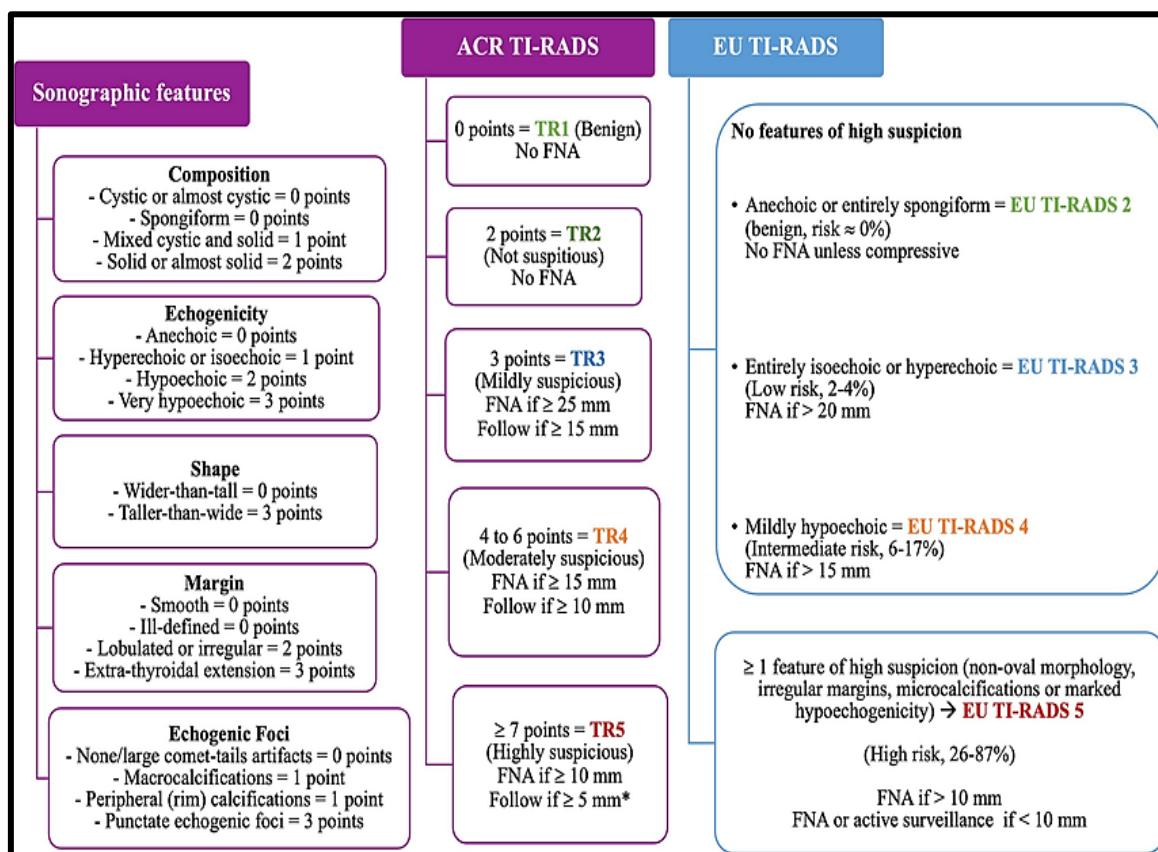 Sonographic features
Composition
- Cystic or almost cystic = 0 points
- Spongiform = 0 points
- Mixed cystic and solid = 1 point
- Solid or almost solid = 2 points
Echogenicity
- Anechoic = 0 points
- Hyperechoic or isoechoic = 1 point
- Hypoechoic = 2 points
- Very hypoechoic = 3 points
Shape
- Wider-than-tall = 0 points
- Taller-than-wide = 3 points
Margin
- Smooth = 0 points
- Ill-defined = 0 points
- Lobulated or irregular = 2 points
- Extra-thyroidal extension = 3 points
Echogenic Foci
- None/large comet-tails artifacts = 0 points
- Macrocalcifications = 1 point
- Peripheral (rim) calcifications = 1 point
- Punctate echogenic foci = 3 points
ACR TI-RADS
0 points = TR1 (Benign)
No FNA
2 points = TR2
(Not suspitious)
No FNA
3 points = TR3
(Mildly suspicious)
FNA if ≥ 25 mm
Follow if ≥ 15 mm
4 to 6 points = TR4
(Moderately suspicious)
FNA if ≥ 15 mm
Follow if ≥ 10 mm
≥ 7 points = TR5
(Highly suspicious)
FNA if ≥ 10 mm
Follow if ≥ 5 mm*
EU TI-RADS
No features of high suspicion
• Anechoic or entirely spongiform = EU TI-RADS 2
(benign, risk ≈ 0%)
No FNA unless compressive
• Entirely isoechoic or hyperechoic = EU TI-RADS 3
(Low risk, 2-4%)
FNA if > 20 mm
• Mildly hypoechoic = EU TI-RADS 4
(Intermediate risk, 6-17%)
FNA if > 15 mm
≥ 1 feature of high suspicion (non-oval morphology,
irregular margins, microcalcifications or marked
hypoechogenicity) → EU TI-RADS 5
(High risk, 26-87%)
FNA if > 10 mm
FNA or active surveillance if < 10 mm